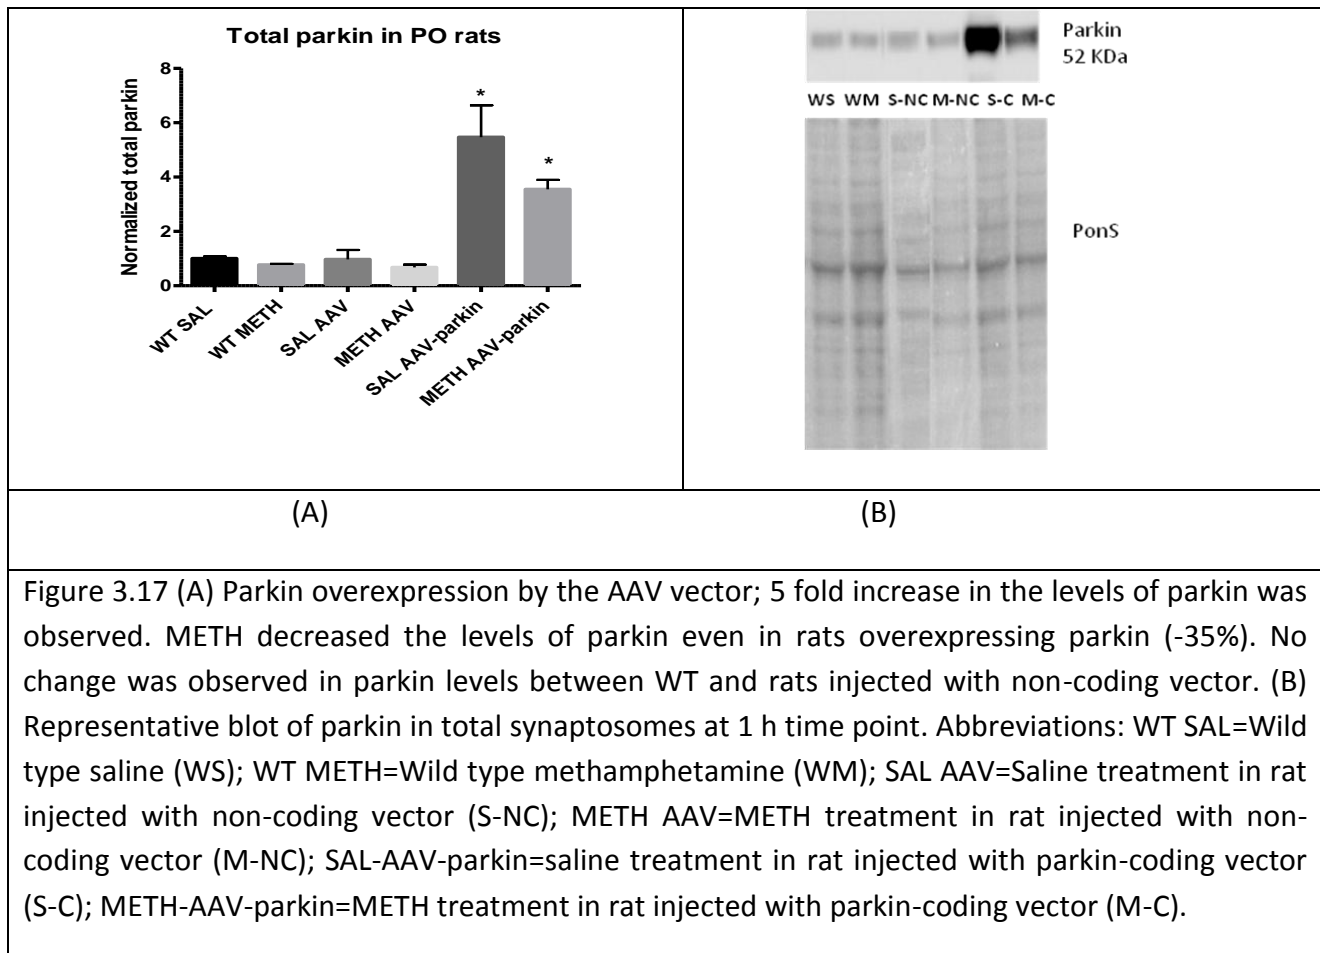 Total parkin in PO rats
Normalized total parkin
8
6
4
2
0
*
*
WT SAL
WT METH
SAL AAV
METH AAV
SAL AAV-parkin
METH AAV-parkin
Parkin
52 KDa
WS WM S-NC M-NC S-C M-C
PonS
(A)
(B)
Figure 3.17 (A) Parkin overexpression by the AAV vector; 5 fold increase in the levels of parkin was
observed. METH decreased the levels of parkin even in rats overexpressing parkin (-35%). No
change was observed in parkin levels between WT and rats injected with non-coding vector. (B)
Representative blot of parkin in total synaptosomes at 1 h time point. Abbreviations: WT SAL=Wild
type saline (WS); WT METH=Wild type methamphetamine (WM); SAL AAV=Saline treatment in rat
injected with non-coding vector (S-NC); METH AAV=METH treatment in rat injected with non-
coding vector (M-NC); SAL-AAV-parkin=saline treatment in rat injected with parkin-coding vector
(S-C); METH-AAV-parkin=METH treatment in rat injected with parkin-coding vector (M-C).